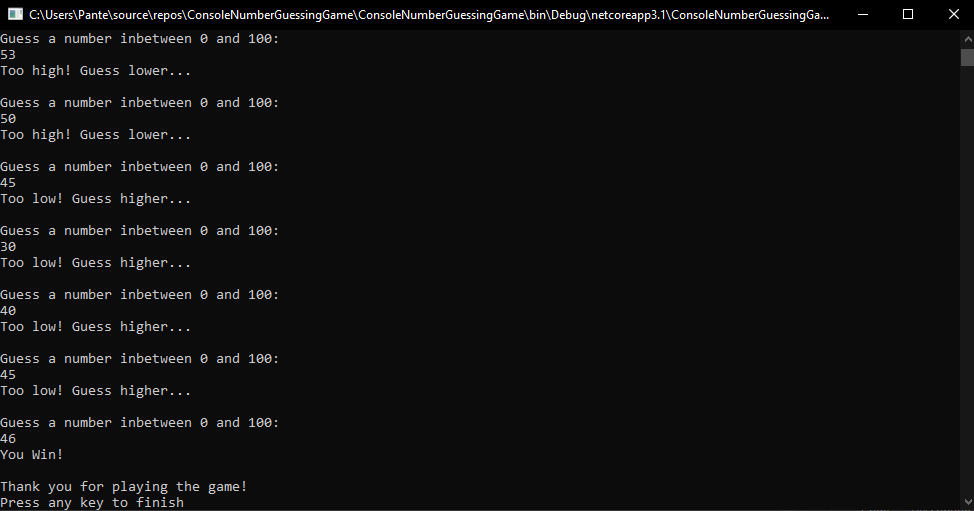 C:\Users\Pante\source\repos\ConsoleNumberGuessingGame\ConsoleNumberGuessingGame\bin\Debug\netcoreapp3.1\ConsoleNumberGuessingGa...
Guess a number inbetween 0 and 100:
53
Too high! Guess lower...
Guess a number inbetween 0 and 100:
50
Too high! Guess lower...
Guess a number inbetween 0 and 100:
45
Too low! Guess higher...
Guess a number inbetween 0 and 100:
30
Too low! Guess higher...
Guess a number inbetween 0 and 100:
40
Too low! Guess higher...
Guess a number inbetween 0 and 100:
45
Too low! Guess higher...
Guess a number inbetween 0 and 100:
46
You Win!
Thank you for playing the game!
Press any key to finish